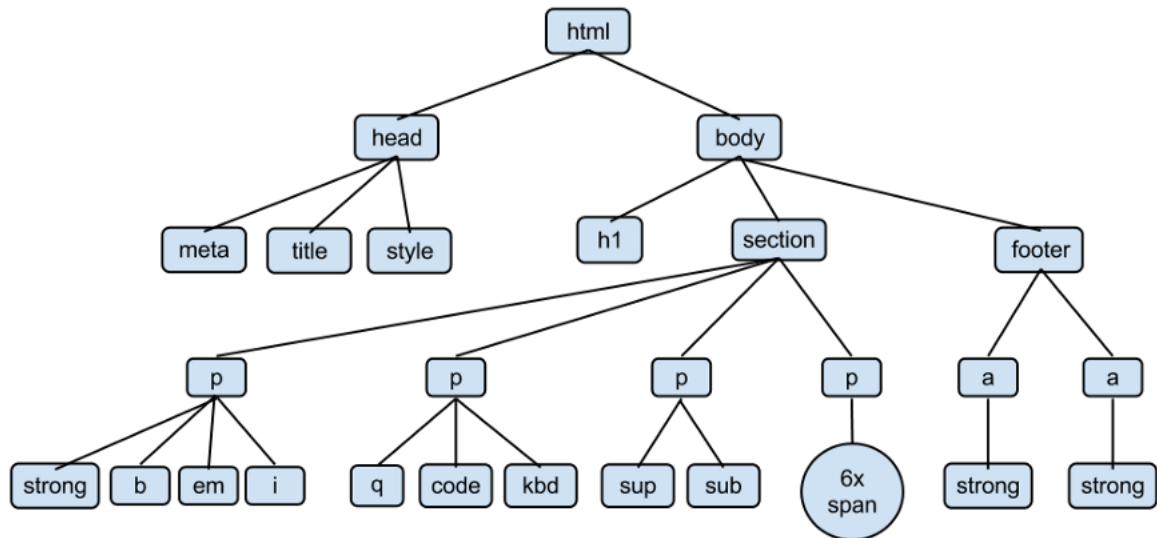 html
head
body
meta
title
style
h1
section
footer
p
p
p
p
a
a
strong
b
em
i
q
code
kbd
sup
sub
6x
span
strong
strong